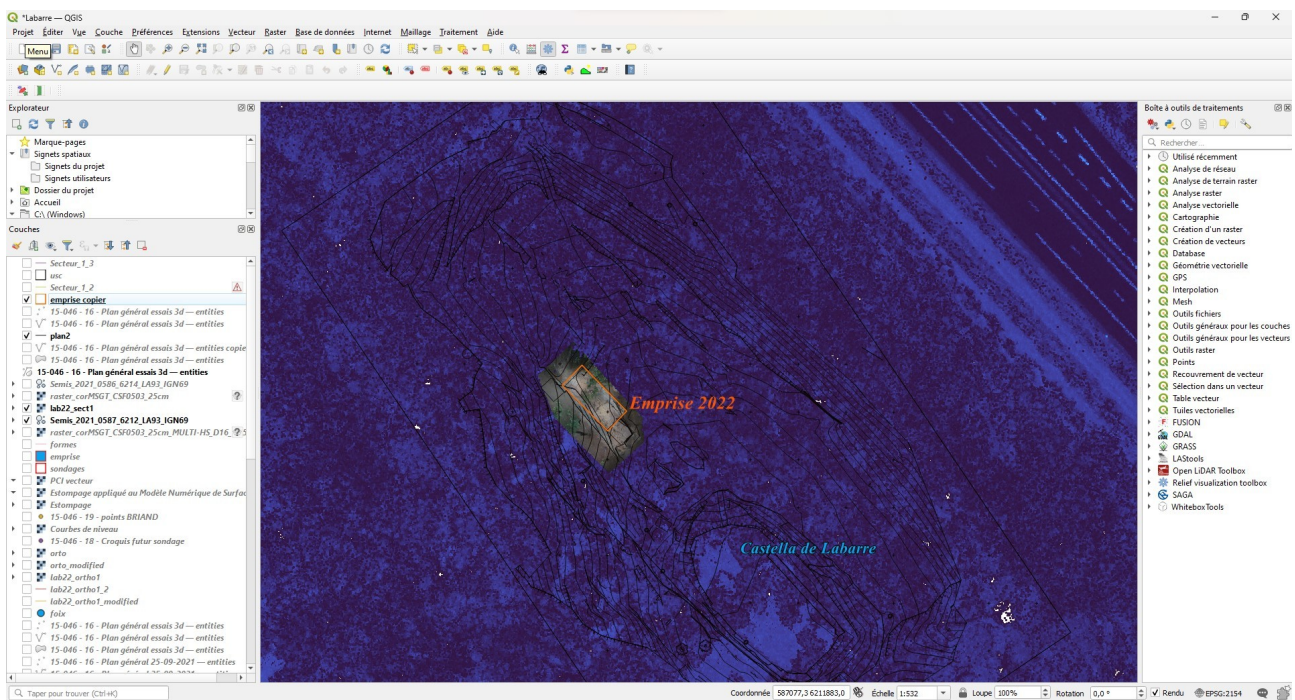 *Labarre — QGIS
Projet Éditer Vue Couche Préférences Extensions Vecteur Raster Base de données Internet Maillage Traitement Aide
Menu
Explorateur
Marque-pages
Signets spatiaux
Signets du projet
Signets utilisateurs
Dossier du projet
Accueil
C:\ (Windows)
Couches
Secteur_1_3
usc
Secteur_1_2
emprise copier
15-046 - 16 - Plan général essais 3d — entities
15-046 - 16 - Plan général essais 3d — entities
plan2
15-046 - 16 - Plan général essais 3d — entities copie
15-046 - 16 - Plan général essais 3d — entities
15-046 - 16 - Plan général essais 3d — entities
Semis_2021_0586_6214_LA93_IGN69
raster_corMSGT_CSF0503_25cm
lab22_sect1
Semis_2021_0587_6212_LA93_IGN69
raster_corMSGT_CSF0503_25cm_MULTI-HS_D16
formes
emprise
sondages
PCI vecteur
Estompage appliqué au Modèle Numérique de Surfac
Estompage
15-046 - 19 - points BRIAND
Courbes de niveau
15-046 - 18 - Croquis futur sondage
orto
orto_modified
lab22_ortho1
lab22_ortho1_2
lab22_ortho1_modified
foix
15-046 - 16 - Plan général essais 3d — entities
15-046 - 16 - Plan général essais 3d — entities
15-046 - 16 - Plan général essais 3d — entities
15-046 - 16 - Plan général 25-09-2021 — entities
Emprise 2022
Castella de Labarre
Boîte à outils de traitements
Rechercher...
Utilisé récemment
Analyse de réseau
Analyse de terrain raster
Analyse raster
Analyse vectorielle
Cartographie
Création d'un raster
Création de vecteurs
Database
Géométrie vectorielle
GPS
Interpolation
Mesh
Outils fichiers
Outils généraux pour les couches
Outils généraux pour les vecteurs
Outils raster
Points
Recouvrement de vecteur
Sélection dans un vecteur
Table vecteur
Tuiles vectorielles
FUSION
GDAL
GRASS
LAStools
Open LiDAR Toolbox
Relief visualization toolbox
SAGA
WhiteboxTools
Taper pour trouver (Ctrl+K)
Coordonnée 587077,3 6211883,0 Échelle 1:532 Loupe 100% Rotation 0,0 ° Rendu EPSG:2154